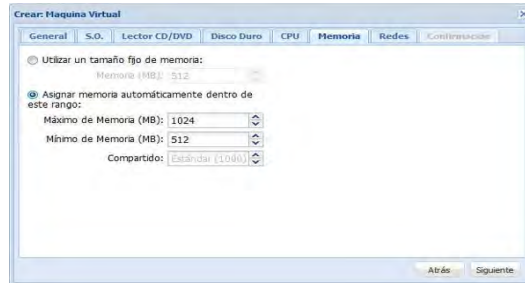 Crear: Maquina Virtual
General S.O. Lector CD/DVD Disco Duro CPU Memoria Redes Confirmación
Utilizar un tamaño fijo de memoria:
Memoria (MB): 512
Asignar memoria automáticamente dentro de
este rango:
Máximo de Memoria (MB): 1024
Mínimo de Memoria (MB): 512
Compartido: Estándar (1000)
Atrás Siguiente